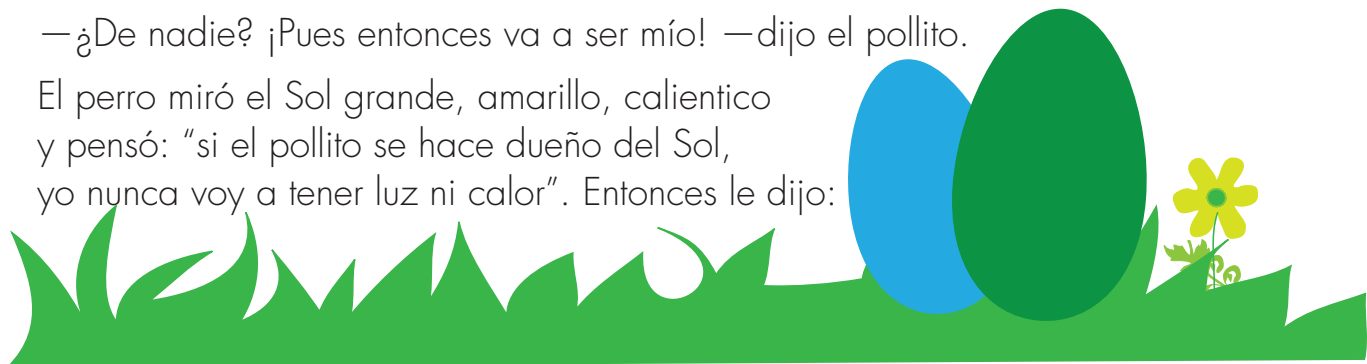 —¿De nadie? ¡Pues entonces va a ser mío! —dijo el pollito.
El perro miró el Sol grande, amarillo, calientico
y pensó: “si el pollito se hace dueño del Sol,
yo nunca voy a tener luz ni calor”. Entonces le dijo: